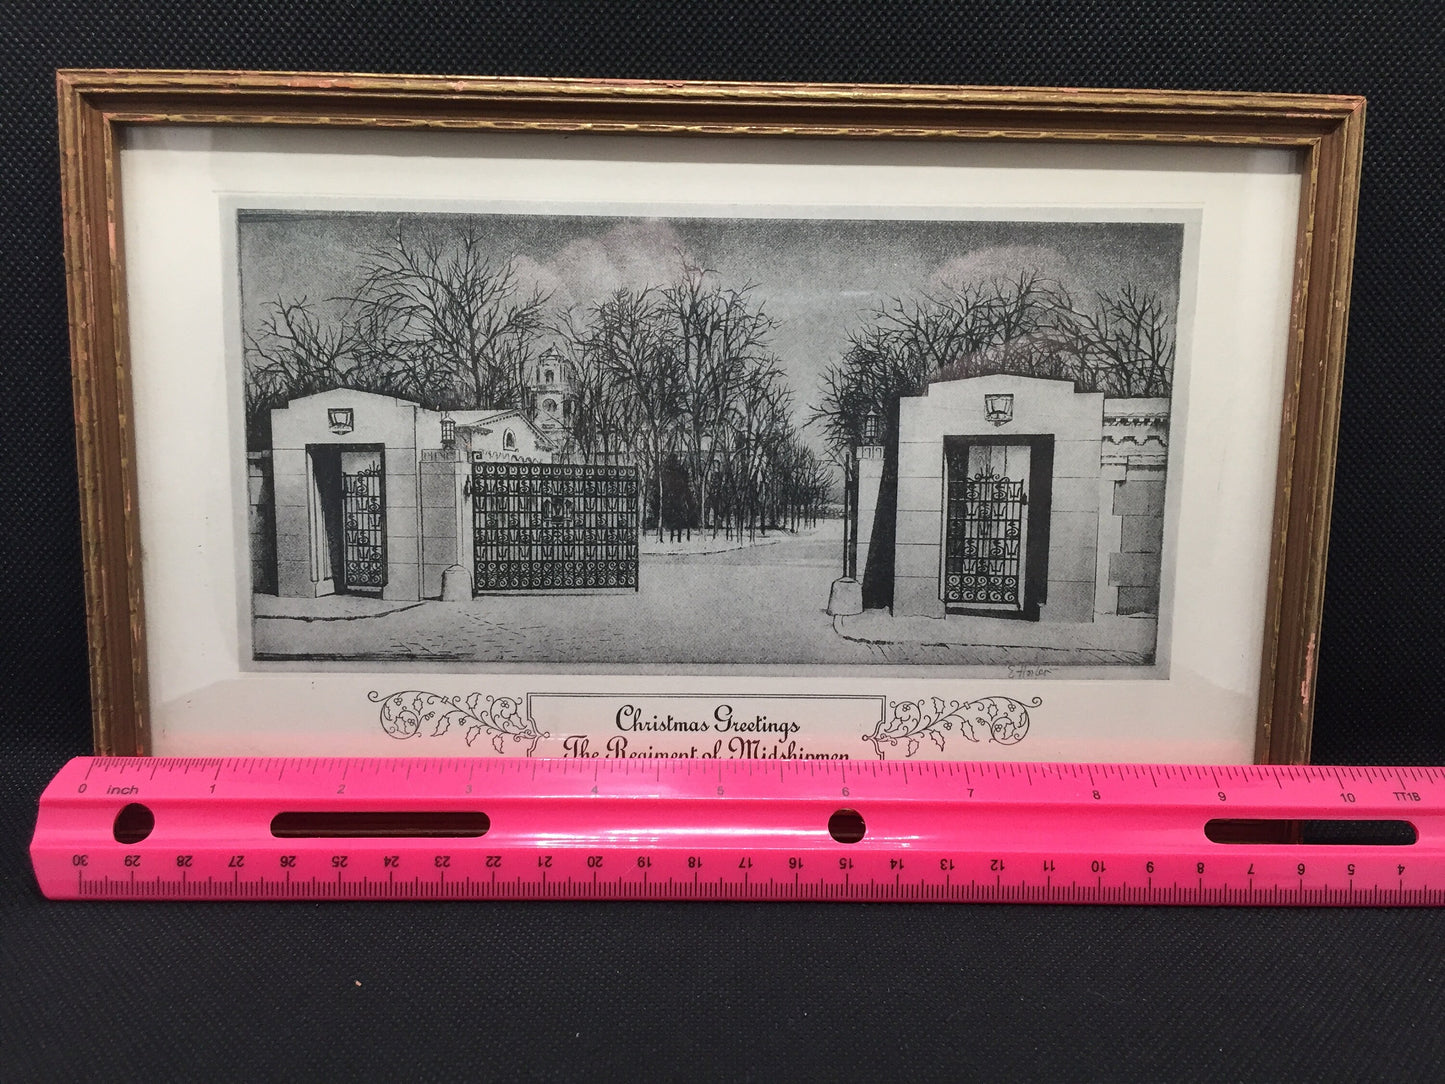 Christmas Greetings
The Regiment of Midshipmen
0 inch 1 2 3 4 5 6 7 8 9 10 TT1B
30 29 28 27 26 25 24 23 22 21 20 19 18 17 16 15 14 13 12 11 10 9 8 7 6 5 4